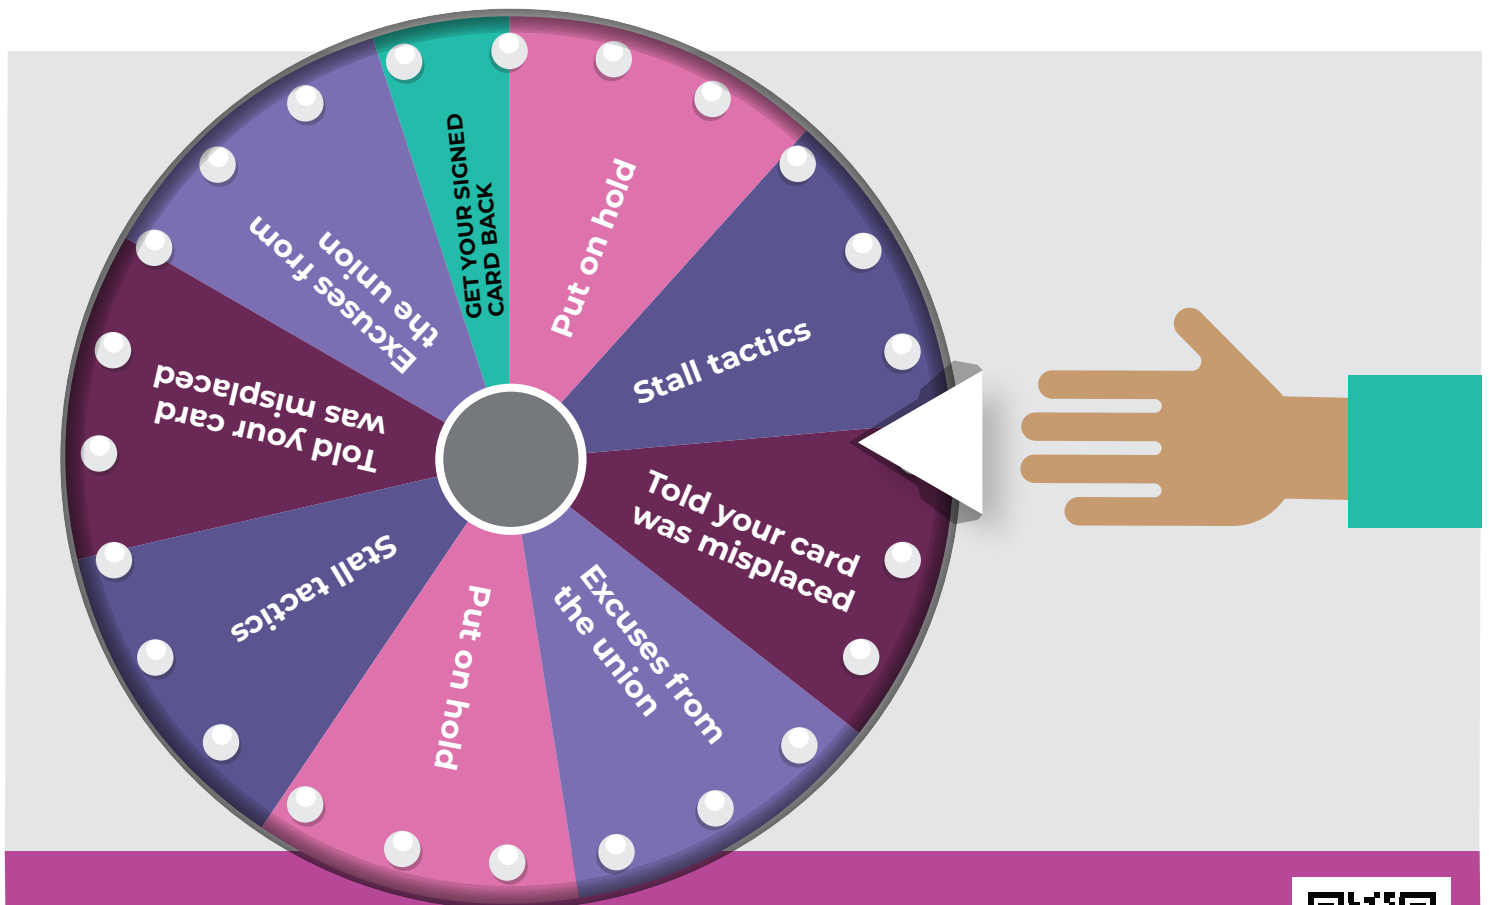 GET YOUR SIGNED
CARD BACK
Put on hold
Stall tactics
Told your card
was misplaced
Excuses from
the union
Put on hold
Stall tactics
Told your card
was misplaced
Excuses from
the union